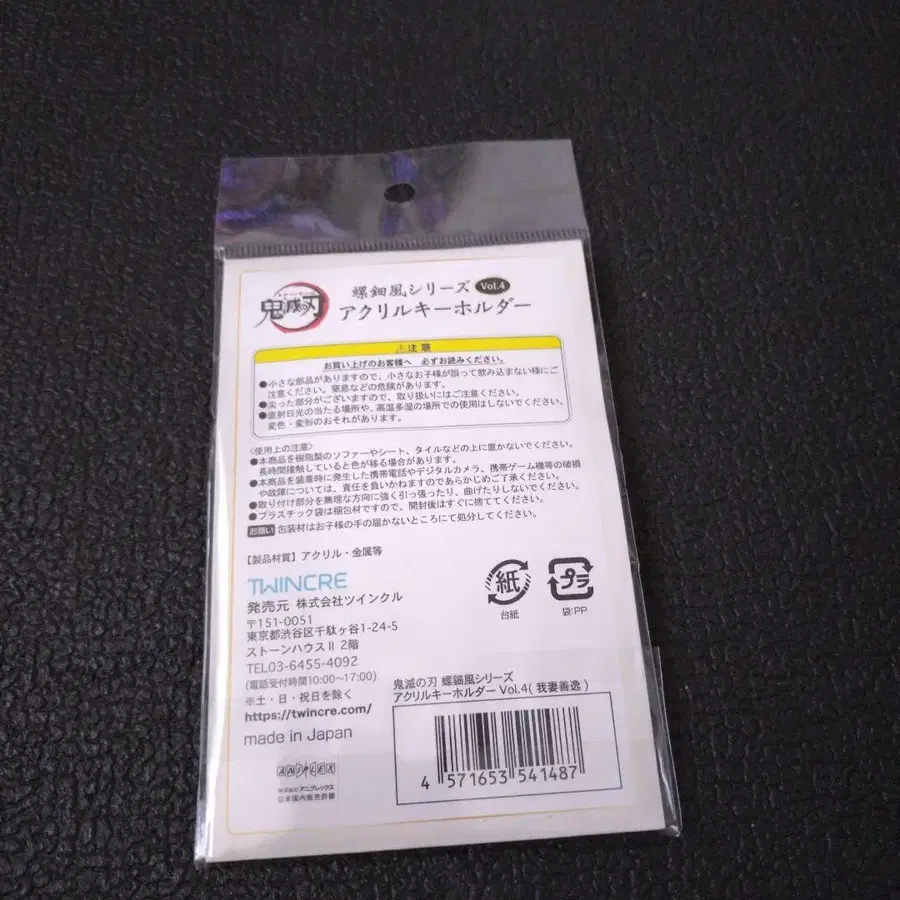 鬼滅の刃
螺鈿風シリーズ Vol.4
アクリルキーホルダー
⚠注意
お買い上げのお客様へ 必ずお読みください。
●小さな部品がありますので、小さなお子様が誤って飲み込まない様にご
注意ください。窒息などの危険があります。
●尖った部分がございますので、取り扱いにはご注意ください。
●直射日光の当たる場所や、高温多湿の場所での使用はしないでください。
変色・変形のおそれがあります。
〈使用上の注意〉
●本商品を樹脂製のソファーやシート、タイルなどの上に置かないでください。
長時間接触していると色が移る場合があります。
●本商品を装着時に発生した携帯電話やデジタルカメラ、携帯ゲーム機等の破損
や故障については、責任を負いかねますのであらかじめご了承ください。
●取り付け部分を無理な方向に強く引っ張ったり、曲げたりしないでください。
●プラスチック袋は梱包材ですので、開封後はすぐに捨ててください。
お願い 包装材はお子様の手の届かないところにて処分してください。
【製品材質】アクリル・金属等
TWINCRE
発売元 株式会社ツインクル
〒151-0051
東京都渋谷区千駄ヶ谷1-24-5
ストーンハウスⅡ 2階
TEL03-6455-4092
(電話受付時間10:00〜17:00)
※土・日・祝日を除く
https://twincre.com/
made in Japan
紙
台紙
プラ
袋:PP
鬼滅の刃 螺鈿風シリーズ
アクリルキーホルダー Vol.4( 我妻善逸 )
4 571653 541487
ANIPLEX
株式会社アニプレックス
日本国内販売許諾